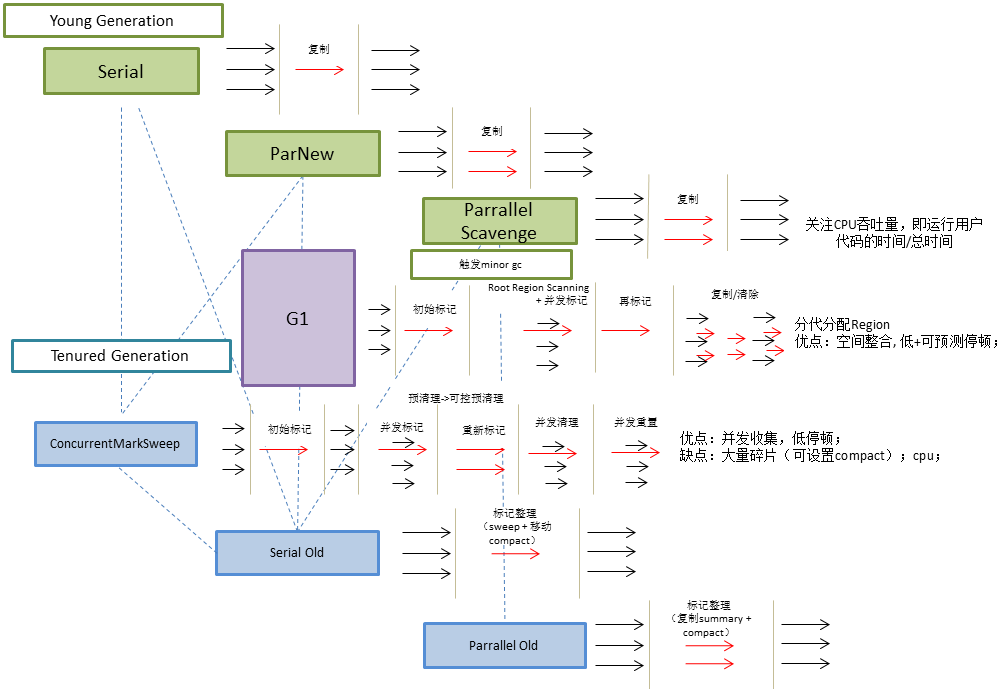 Young Generation
Serial
复制
ParNew
复制
Parrallel
Scavenge
复制
关注CPU吞吐量，即运行用户
代码的时间/总时间
触发minor gc
G1
初始标记
Root Region Scanning
+ 并发标记
再标记
复制/清除
分代分配Region
优点：空间整合, 低+可预测停顿；
Tenured Generation
ConcurrentMarkSweep
初始标记
预清理->可控预清理
并发标记
重新标记
并发清理
并发重置
优点：并发收集，低停顿；
缺点：大量碎片（可设置compact）；cpu；
Serial Old
标记整理
（sweep + 移动
compact）
Parrallel Old
标记整理
（复制summary +
compact）